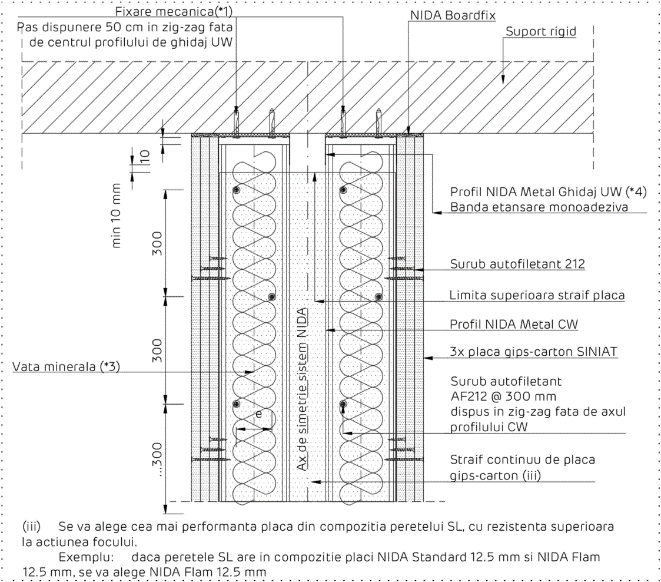 Fixare mecanica(*1)
Pas dispunere 50 cm in zig-zag fata
de centrul profilului de ghidaj UW
NIDA Boardfix
Suport rigid
10
min 10 mm
300
300
...300
Vata minerala (*3)
e
Ax de simetrie sistem NIDA
Profil NIDA Metal Ghidaj UW (*4)
Banda etansare monoadeziva
Surub autofiletant 212
Limita superioara straif placa
Profil NIDA Metal CW
3x placa gips-carton SINIAT
Surub autofiletant
AF212 @ 300 mm
dispus in zig-zag fata de axul
profilului CW
Straif continuu de placa
gips-carton (iii)
(iii) Se va alege cea mai performanta placa din compozitia peretelui SL, cu rezistenta superioara
la actiunea focului.
Exemplu: daca peretele SL are in compozitie placi NIDA Standard 12.5 mm si NIDA Flam
12.5 mm, se va alege NIDA Flam 12.5 mm